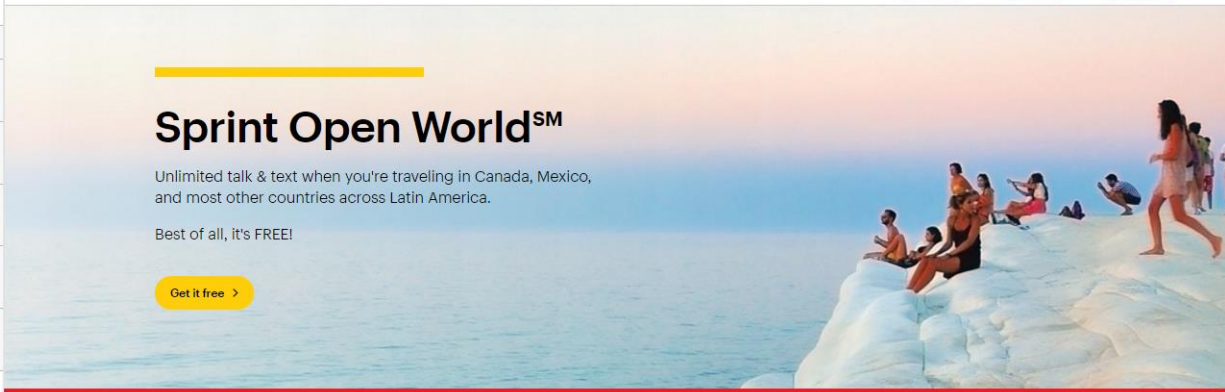 Sprint Open World℠
Unlimited talk & text when you're traveling in Canada, Mexico,
and most other countries across Latin America.
Best of all, it's FREE!
Get it free >